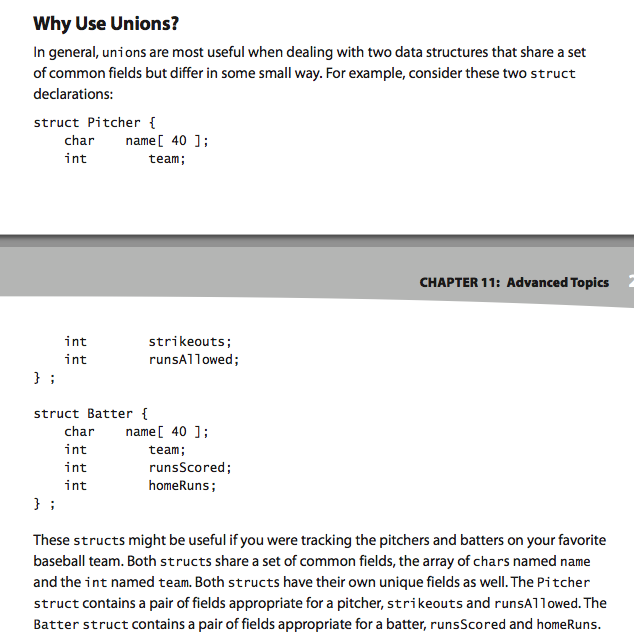 Why Use Unions?
In general, unions are most useful when dealing with two data structures that share a set
of common fields but differ in some small way. For example, consider these two struct
declarations:
struct Pitcher {
char name[ 40 ];
int team;
CHAPTER 11: Advanced Topics
int strikeouts;
int runsAllowed;
} ;
struct Batter {
char name[ 40 ];
int team;
int runsScored;
int homeRuns;
} ;
These structs might be useful if you were tracking the pitchers and batters on your favorite
baseball team. Both structs share a set of common fields, the array of chars named name
and the int named team. Both structs have their own unique fields as well. The Pitcher
struct contains a pair of fields appropriate for a pitcher, strikeouts and runsAllowed. The
Batter struct contains a pair of fields appropriate for a batter, runsScored and homeRuns.